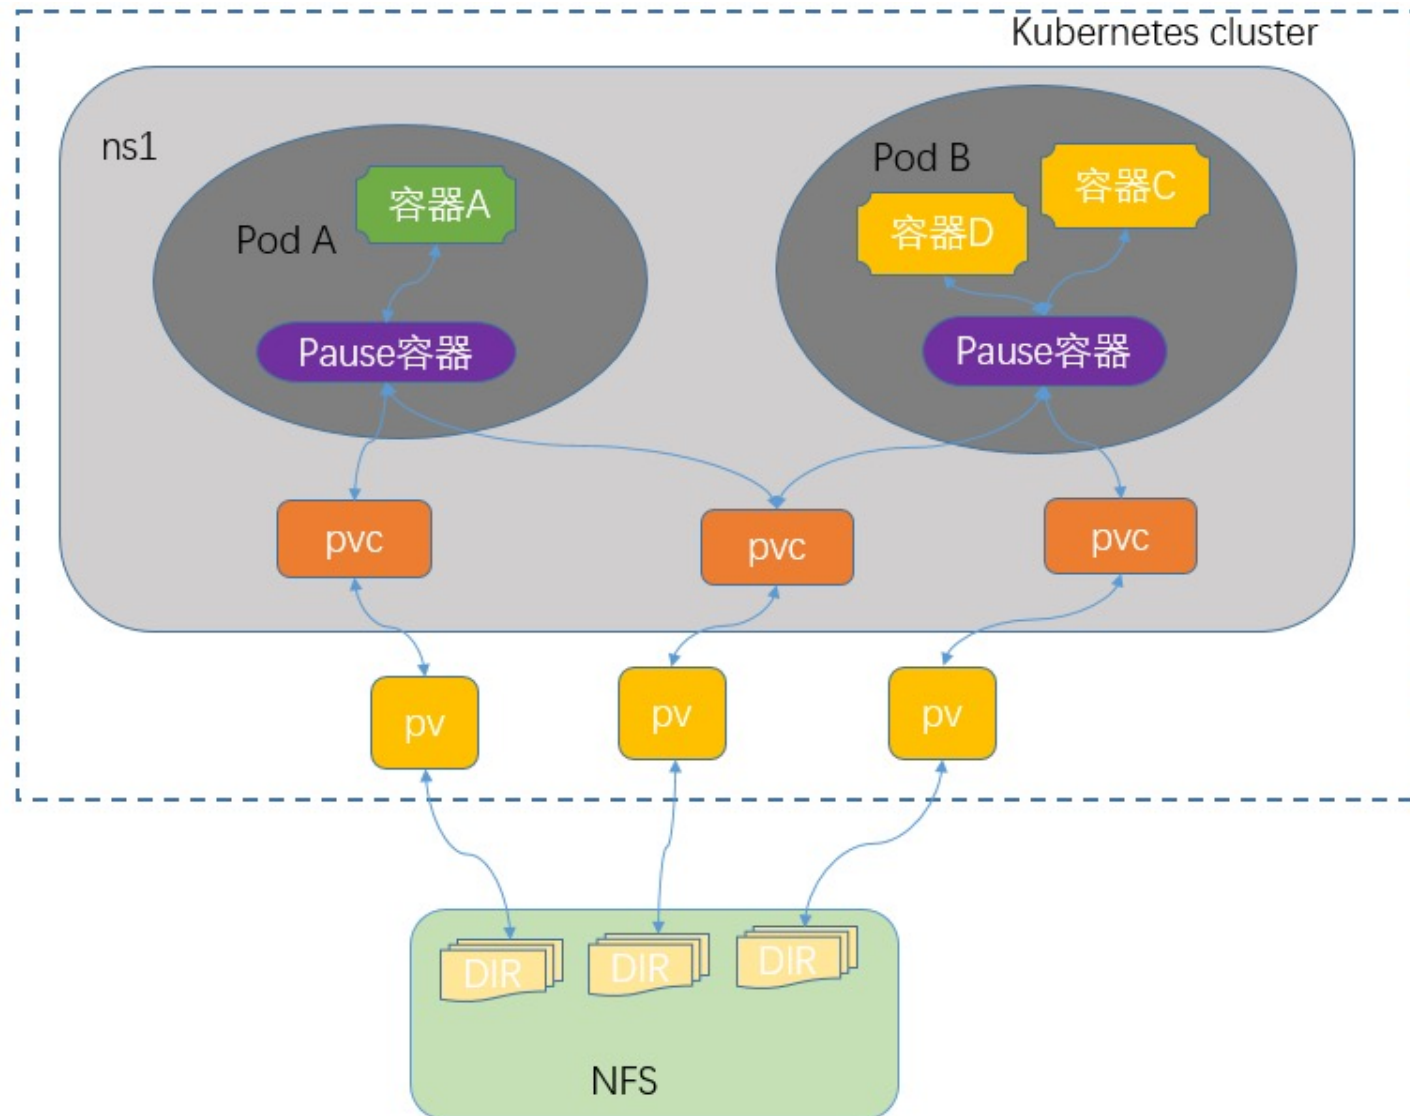 Kubernetes cluster
ns1
Pod A
容器A
Pause容器
Pod B
容器C
容器D
Pause容器
pvc
pvc
pvc
pv
pv
pv
DIR
DIR
DIR
NFS